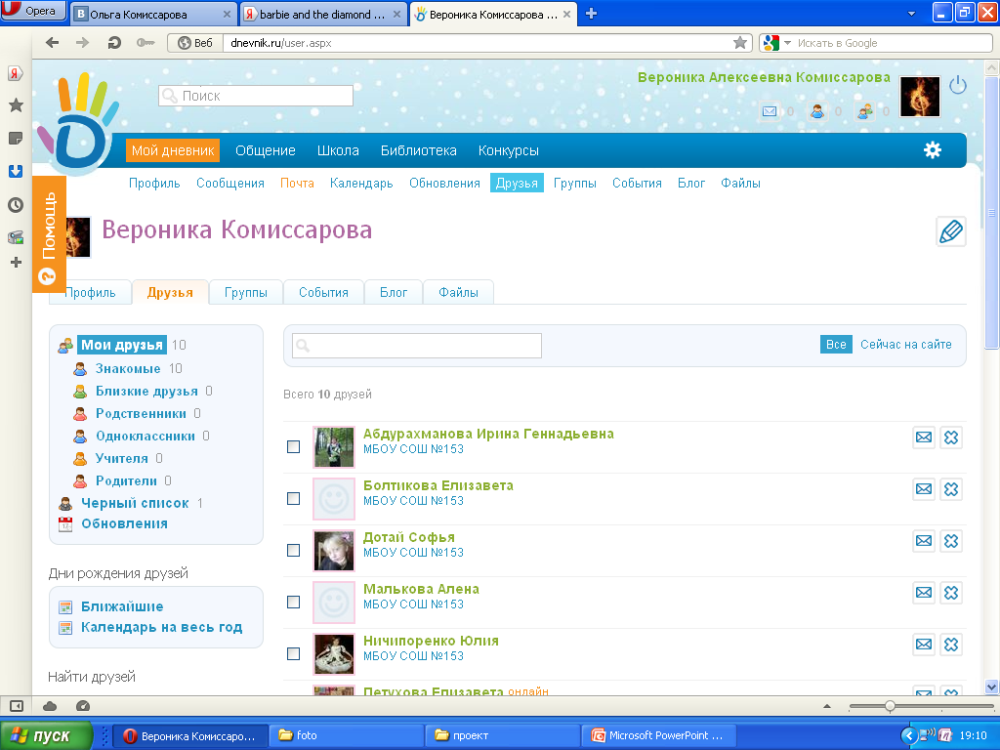 Opera
Ольга Комиссарова
barbie and the diamond ...
Вероника Комиссарова ...
Веб
dnevnik.ru/user.aspx
Искать в Google
Вероника Алексеевна Комиссарова
Поиск
0 0 0
Мой дневник Общение Школа Библиотека Конкурсы
Профиль Сообщения Почта Календарь Обновления Друзья Группы События Блог Файлы
Помощь
Вероника Комиссарова
Профиль Друзья Группы События Блог Файлы
Мои друзья 10
Знакомые 10
Близкие друзья 0
Родственники 0
Одноклассники 0
Учителя 0
Родители 0
Черный список 1
Обновления
Дни рождения друзей
Ближайшие
Календарь на весь год
Найти друзей
Все Сейчас на сайте
Всего 10 друзей
Абдурахманова Ирина Геннадьевна
МБОУ СОШ №153
Болтикова Елизавета
МБОУ СОШ №153
Дотай Софья
МБОУ СОШ №153
Малькова Алена
МБОУ СОШ №153
Ничипоренко Юлия
МБОУ СОШ №153
Петухова Елизавета онлайн
пуск
Вероника Комиссаро...
foto
проект
Microsoft PowerPoint ...
19:10